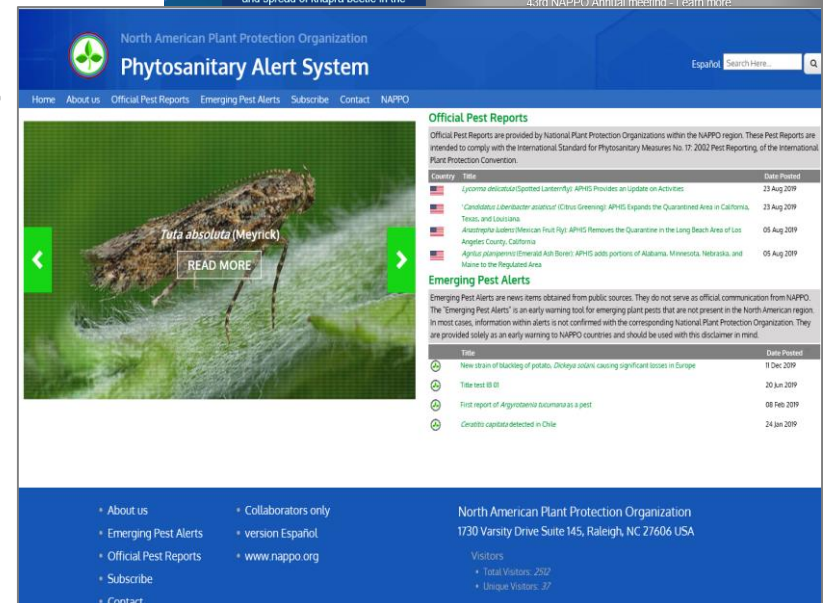 and spread of khapra beetle in the
43rd NAPPO Annual meeting - Learn more
North American Plant Protection Organization
Phytosanitary Alert System
Español Search Here...
Home About us Official Pest Reports Emerging Pest Alerts Subscribe Contact NAPPO
Tuta absoluta (Meyrick)
READ MORE
Official Pest Reports
Official Pest Reports are provided by National Plant Protection Organizations within the NAPPO region. These Pest Reports are
intended to comply with the International Standard for Phytosanitary Measures No. 17: 2002 Pest Reporting, of the International
Plant Protection Convention.
Country Title Date Posted
Lycorma delicatula (Spotted Lanternfly): APHIS Provides an Update on Activities 23 Aug 2019
'Candidatus Liberibacter asiaticus' (Citrus Greening): APHIS Expands the Quarantined Area in California, 23 Aug 2019
Texas, and Louisiana
Anastrepha ludens (Mexican Fruit Fly): APHIS Removes the Quarantine in the Long Beach Area of Los 05 Aug 2019
Angeles County, California
Agrilus planipennis (Emerald Ash Borer): APHIS adds portions of Alabama, Minnesota, Nebraska, and 05 Aug 2019
Maine to the Regulated Area
Emerging Pest Alerts
Emerging Pest Alerts are news items obtained from public sources. They do not serve as official communication from NAPPO.
The "Emerging Pest Alerts" is an early warning tool for emerging plant pests that are not present in the North American region.
In most cases, information within alerts is not confirmed with the corresponding National Plant Protection Organization. They
are provided solely as an early warning to NAPPO countries and should be used with this disclaimer in mind.
Title Date Posted
New strain of blackleg of potato, Dickeya solani, causing significant losses in Europe 11 Dec 2019
Title test 111 01 20 Jun 2019
First report of Argyrotaenia tucumana as a pest 08 Feb 2019
Ceratitis capitata detected in Chile 24 Jan 2019
About us
Emerging Pest Alerts
Official Pest Reports
Subscribe
Contact
Collaborators only
version Español
www.nappo.org
North American Plant Protection Organization
1730 Varsity Drive Suite 145, Raleigh, NC 27606 USA
Visitors
Total Visitors: 2512
Unique Visitors: 37